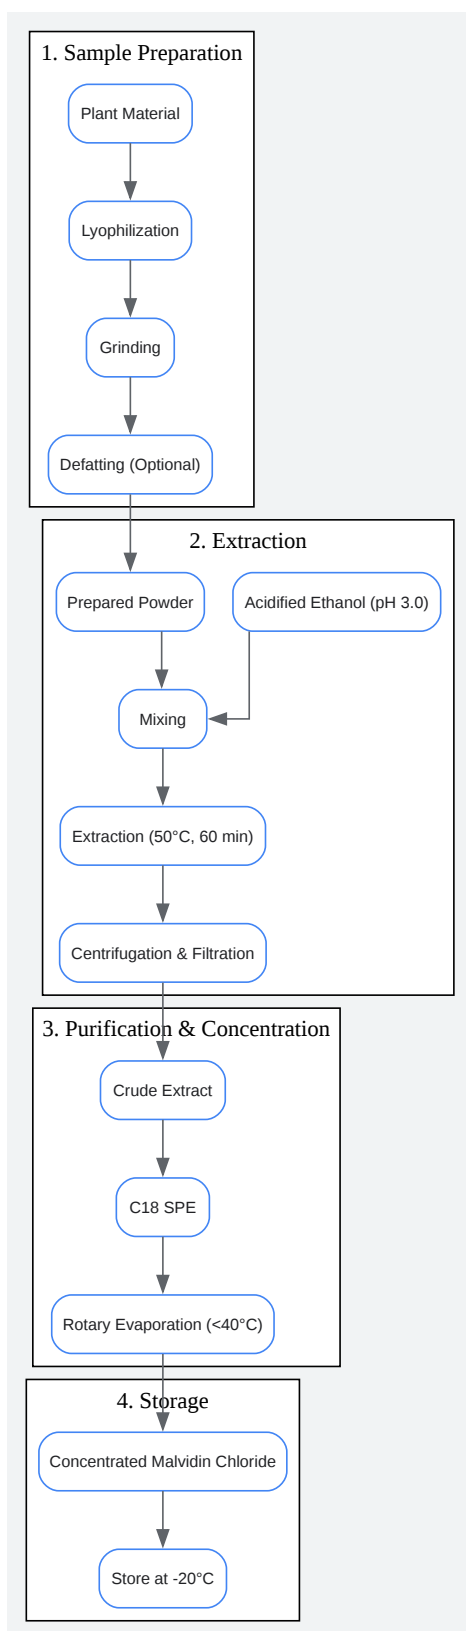 1. Sample Preparation
Plant Material
Lyophilization
Grinding
Defatting (Optional)
2. Extraction
Prepared Powder
Acidified Ethanol (pH 3.0)
Mixing
Extraction (50°C, 60 min)
Centrifugation & Filtration
3. Purification & Concentration
Crude Extract
C18 SPE
Rotary Evaporation (<40°C)
4. Storage
Concentrated Malvidin Chloride
Store at -20°C